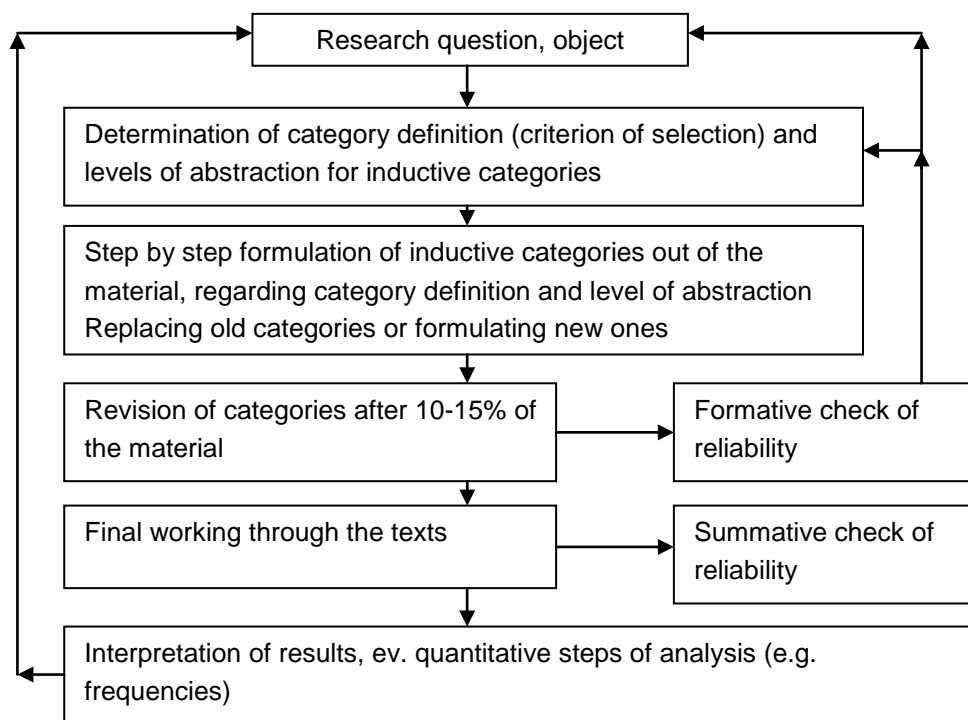 Research question, object
Determination of category definition (criterion of selection) and
levels of abstraction for inductive categories
Step by step formulation of inductive categories out of the
material, regarding category definition and level of abstraction
Replacing old categories or formulating new ones
Revision of categories after 10-15% of
the material
Formative check of
reliability
Final working through the texts
Summative check of
reliability
Interpretation of results, ev. quantitative steps of analysis (e.g.
frequencies)